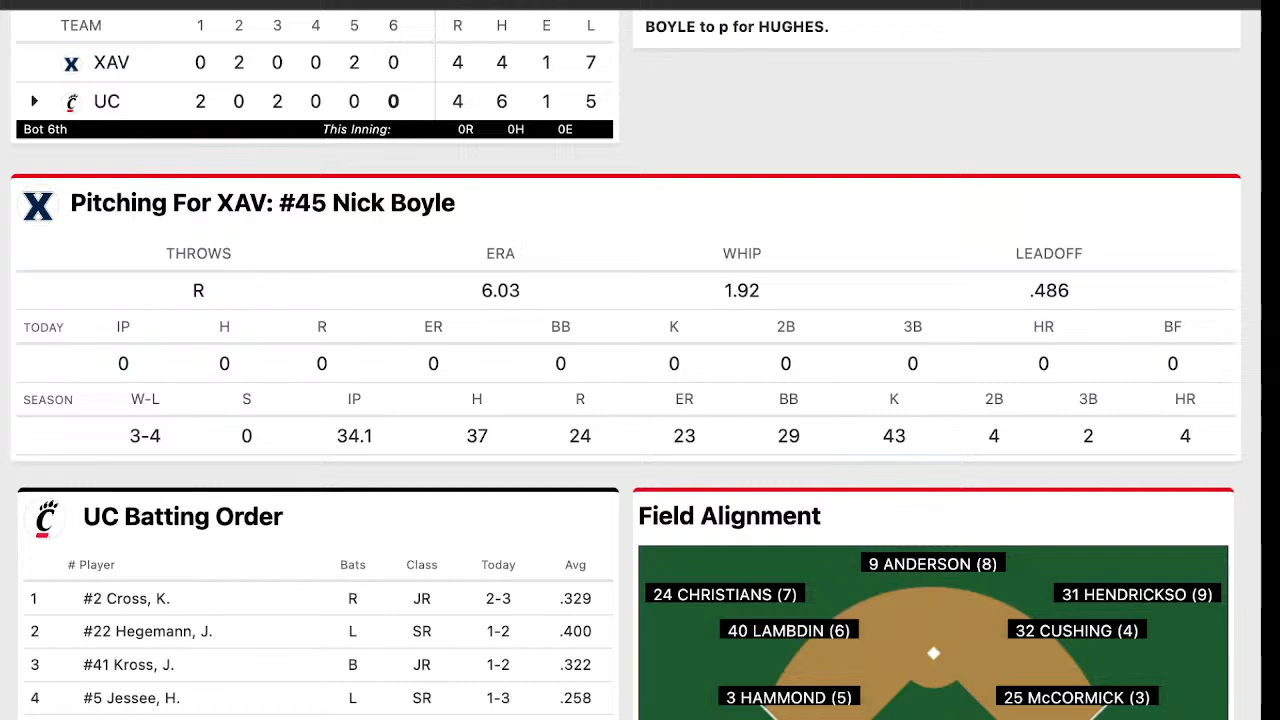 TEAM 1 2 3 4 5 6 R H E L
XAV 0 2 0 0 2 0 4 4 1 7
UC 2 0 2 0 0 0 4 6 1 5
Bot 6th This Inning: 0R 0H 0E
BOYLE to p for HUGHES.
Pitching For XAV: #45 Nick Boyle
THROWS ERA WHIP LEADOFF
R 6.03 1.92 .486
TODAY IP H R ER BB K 2B 3B HR BF
0 0 0 0 0 0 0 0 0 0
SEASON W-L S IP H R ER BB K 2B 3B HR
3-4 0 34.1 37 24 23 29 43 4 2 4
UC Batting Order
# Player Bats Class Today Avg
1 #2 Cross, K. R JR 2-3 .329
2 #22 Hegemann, J. L SR 1-2 .400
3 #41 Kross, J. B JR 1-2 .322
4 #5 Jessee, H. L SR 1-3 .258
Field Alignment
9 ANDERSON (8)
24 CHRISTIANS (7) 31 HENDRICKSO (9)
40 LAMBDIN (6) 32 CUSHING (4)
3 HAMMOND (5) 25 McCORMICK (3)